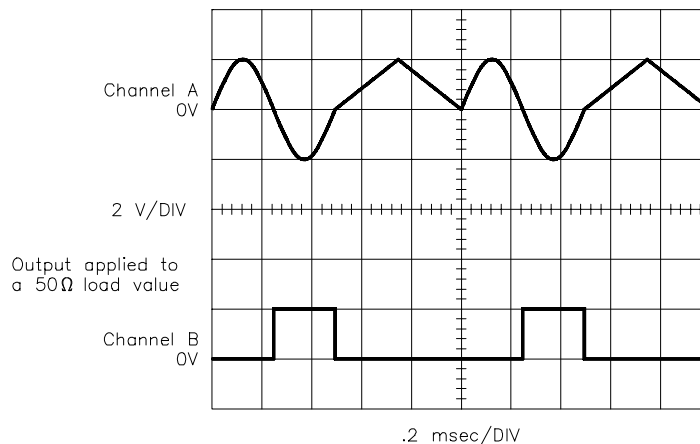 Channel A
0V
2 V/DIV
Output applied to
a 50Ω load value
Channel B
0V
.2 msec/DIV